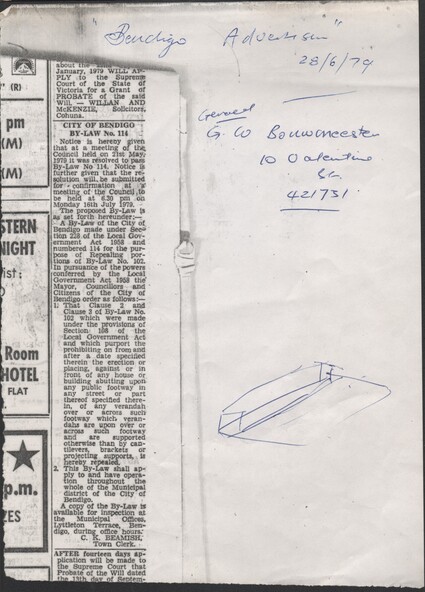 "Bendigo Advertiser"
28/6/79
General
G. W Bouwmeester
10 Valentine
421731
about the
January, 1979 WILL AP-
PLY to the Supreme
Court of the State of
Victoria for a Grant of
PROBATE of the said
Will. — WILLAN AND
McKENZIE, Solicitors,
Cohuna.
CITY OF BENDIGO
BY-LAW No. 114
Notice is hereby given
that at a meeting of the
Council held on 21st May,
1979 it was resolved to pass
By-Law No 114. Notice is
further given that the re-
solution will be submitted
for confirmation at a
meeting of the Council to
be held at 6.30 pm on
Monday 16th July 1979.
The proposed By-Law is
as set forth hereunder:—
A By-Law of the City of
Bendigo made under Sec-
tion 228 of the Local Gov-
ernment Act 1958 and
numbered 114 for the pur-
pose of Repealing por-
tions of By-Law No. 102.
In pursuance of the powers
conferred by the Local
Government Act 1958 the
Mayor, Councillors and
Citizens of the City of
Bendigo order as follows:—
1. That Clause 2 and
Clause 3 of By-Law No.
102 which were made
under the provisions of
Section 108 of the
Local Government Act
and which purport the
prohibiting on from and
after a date specified
therein the erection or
placing, against or in
front of any house or
building abutting upon
any public footway in
any street or part
thereof specified there-
in, of any verandah
over or across such
footway which veran-
dahs are upon over or
across such footway
and are supported
otherwise than by can-
tilevers, brackets or
projecting supports, is
hereby repealed.
2. This By-Law shall ap-
ply to and have opera-
tion throughout the
whole of the Municipal
district of the City of
Bendigo.
A copy of the By-Law is
available for inspection at
the Municipal Offices,
Lyttleton Terrace, Ben-
digo, during office hours.
C. K. BEAMISH,
Town Clerk.
AFTER fourteen days
application will be made to
the Supreme Court that
Probate of the Will dated
the 13th day of Septem-
"(R)
pm
(M)
(M)
STERN
NIGHT
Room
HOTEL
FLAT
p.m.
ZES